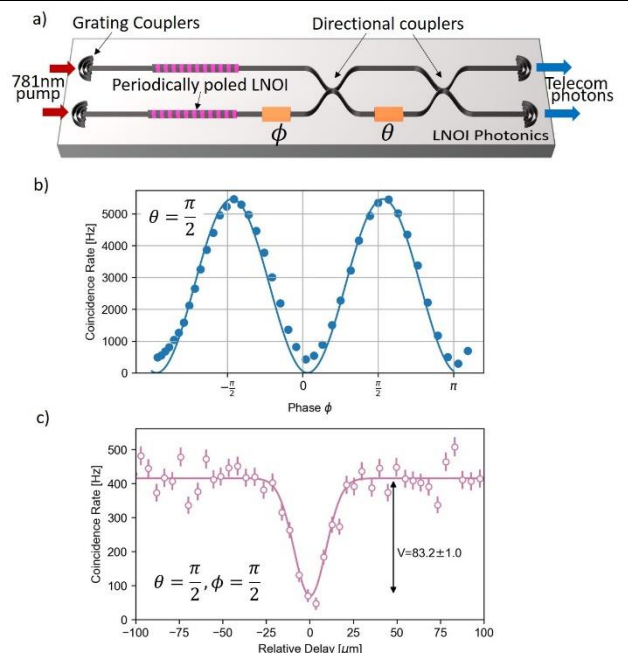 a)
Grating Couplers
Directional couplers
781nm
pump
Periodically poled LNOI
Telecom
photons
ϕ
θ
LNOI Photonics
b)
θ = π/2
Coincidence Rate [Hz]
5000
4000
3000
2000
1000
0
-π/2
0
π/2
π
Phase ϕ
c)
Coincidence Rate [Hz]
500
400
300
200
100
0
V=83.2±1.0
θ = π/2, ϕ = π/2
-100
-75
-50
-25
0
25
50
75
100
Relative Delay [μm]